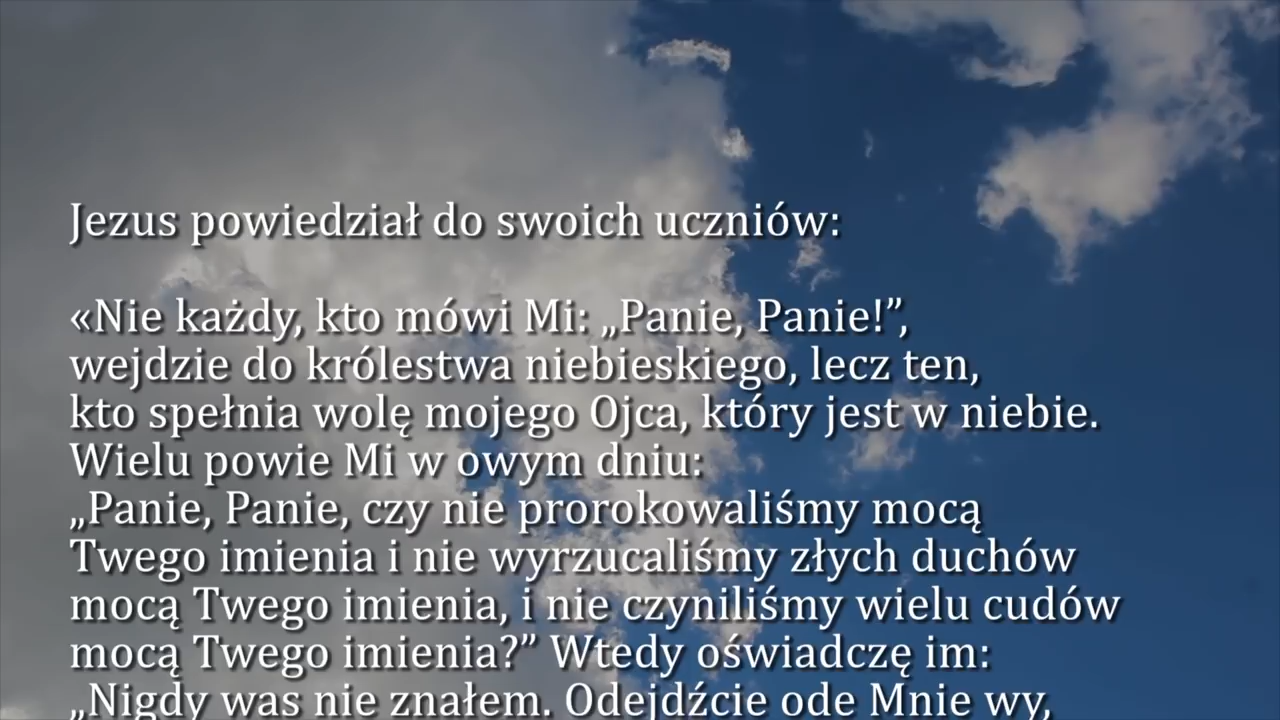 Jezus powiedział do swoich uczniów:
«Nie każdy, kto mówi Mi: „Panie, Panie!”,
wejdzie do królestwa niebieskiego, lecz ten,
kto spełnia wolę mojego Ojca, który jest w niebie.
Wielu powie Mi w owym dniu:
„Panie, Panie, czy nie prorokowaliśmy mocą
Twego imienia i nie wyrzucaliśmy złych duchów
mocą Twego imienia, i nie czyniliśmy wielu cudów
mocą Twego imienia?” Wtedy oświadczę im:
„Nigdy was nie znałem. Odejdźcie ode Mnie wy,